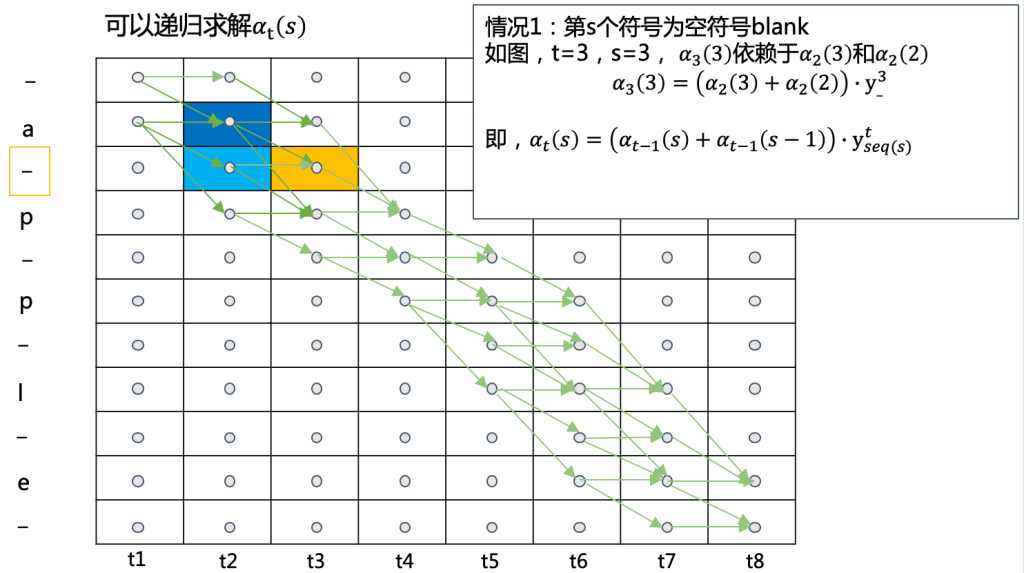 可以递归求解αₜ(s)
情况1：第s个符号为空符号blank
如图，t=3，s=3， α₃(3)依赖于α₂(3)和α₂(2)
α₃(3) = (α₂(3) + α₂(2)) · y₋³
即，αₜ(s) = (αₜ₋₁(s) + αₜ₋₁(s − 1)) · yᵗ_seq(s)
–
a
–
p
–
p
–
l
–
e
–
t1 t2 t3 t4 t5 t6 t7 t8